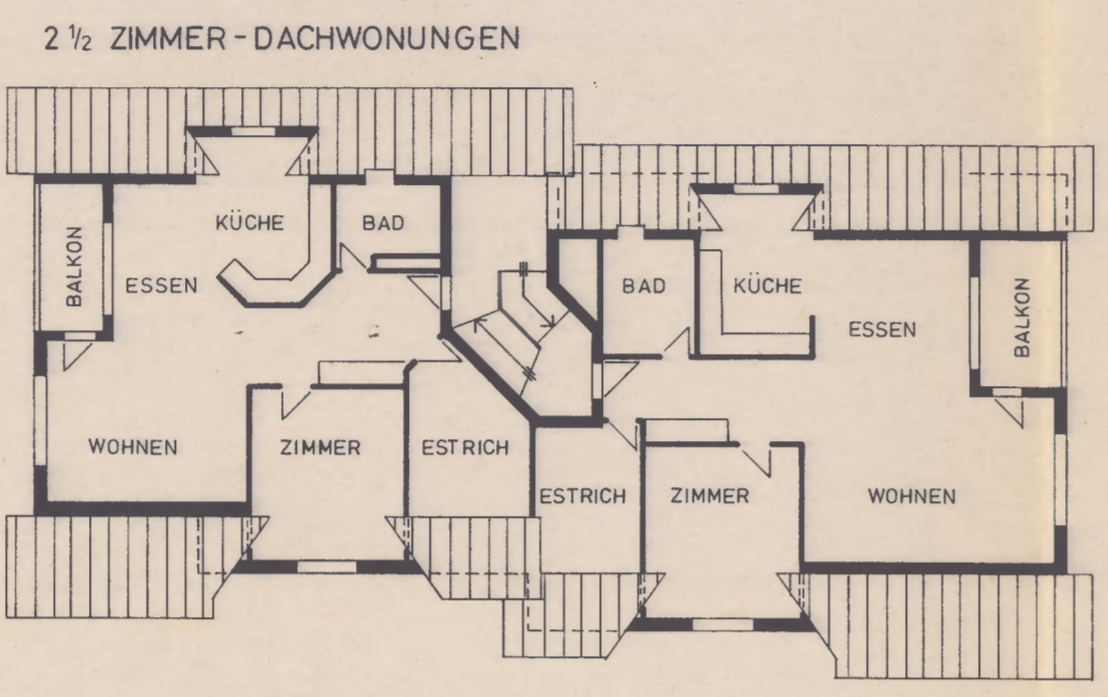 2 ½ ZIMMER-DACHWONUNGEN
KÜCHE
BAD
BALKON
ESSEN
WOHNEN
ZIMMER
ESTRICH
BAD
KÜCHE
ESSEN
BALKON
ESTRICH
ZIMMER
WOHNEN